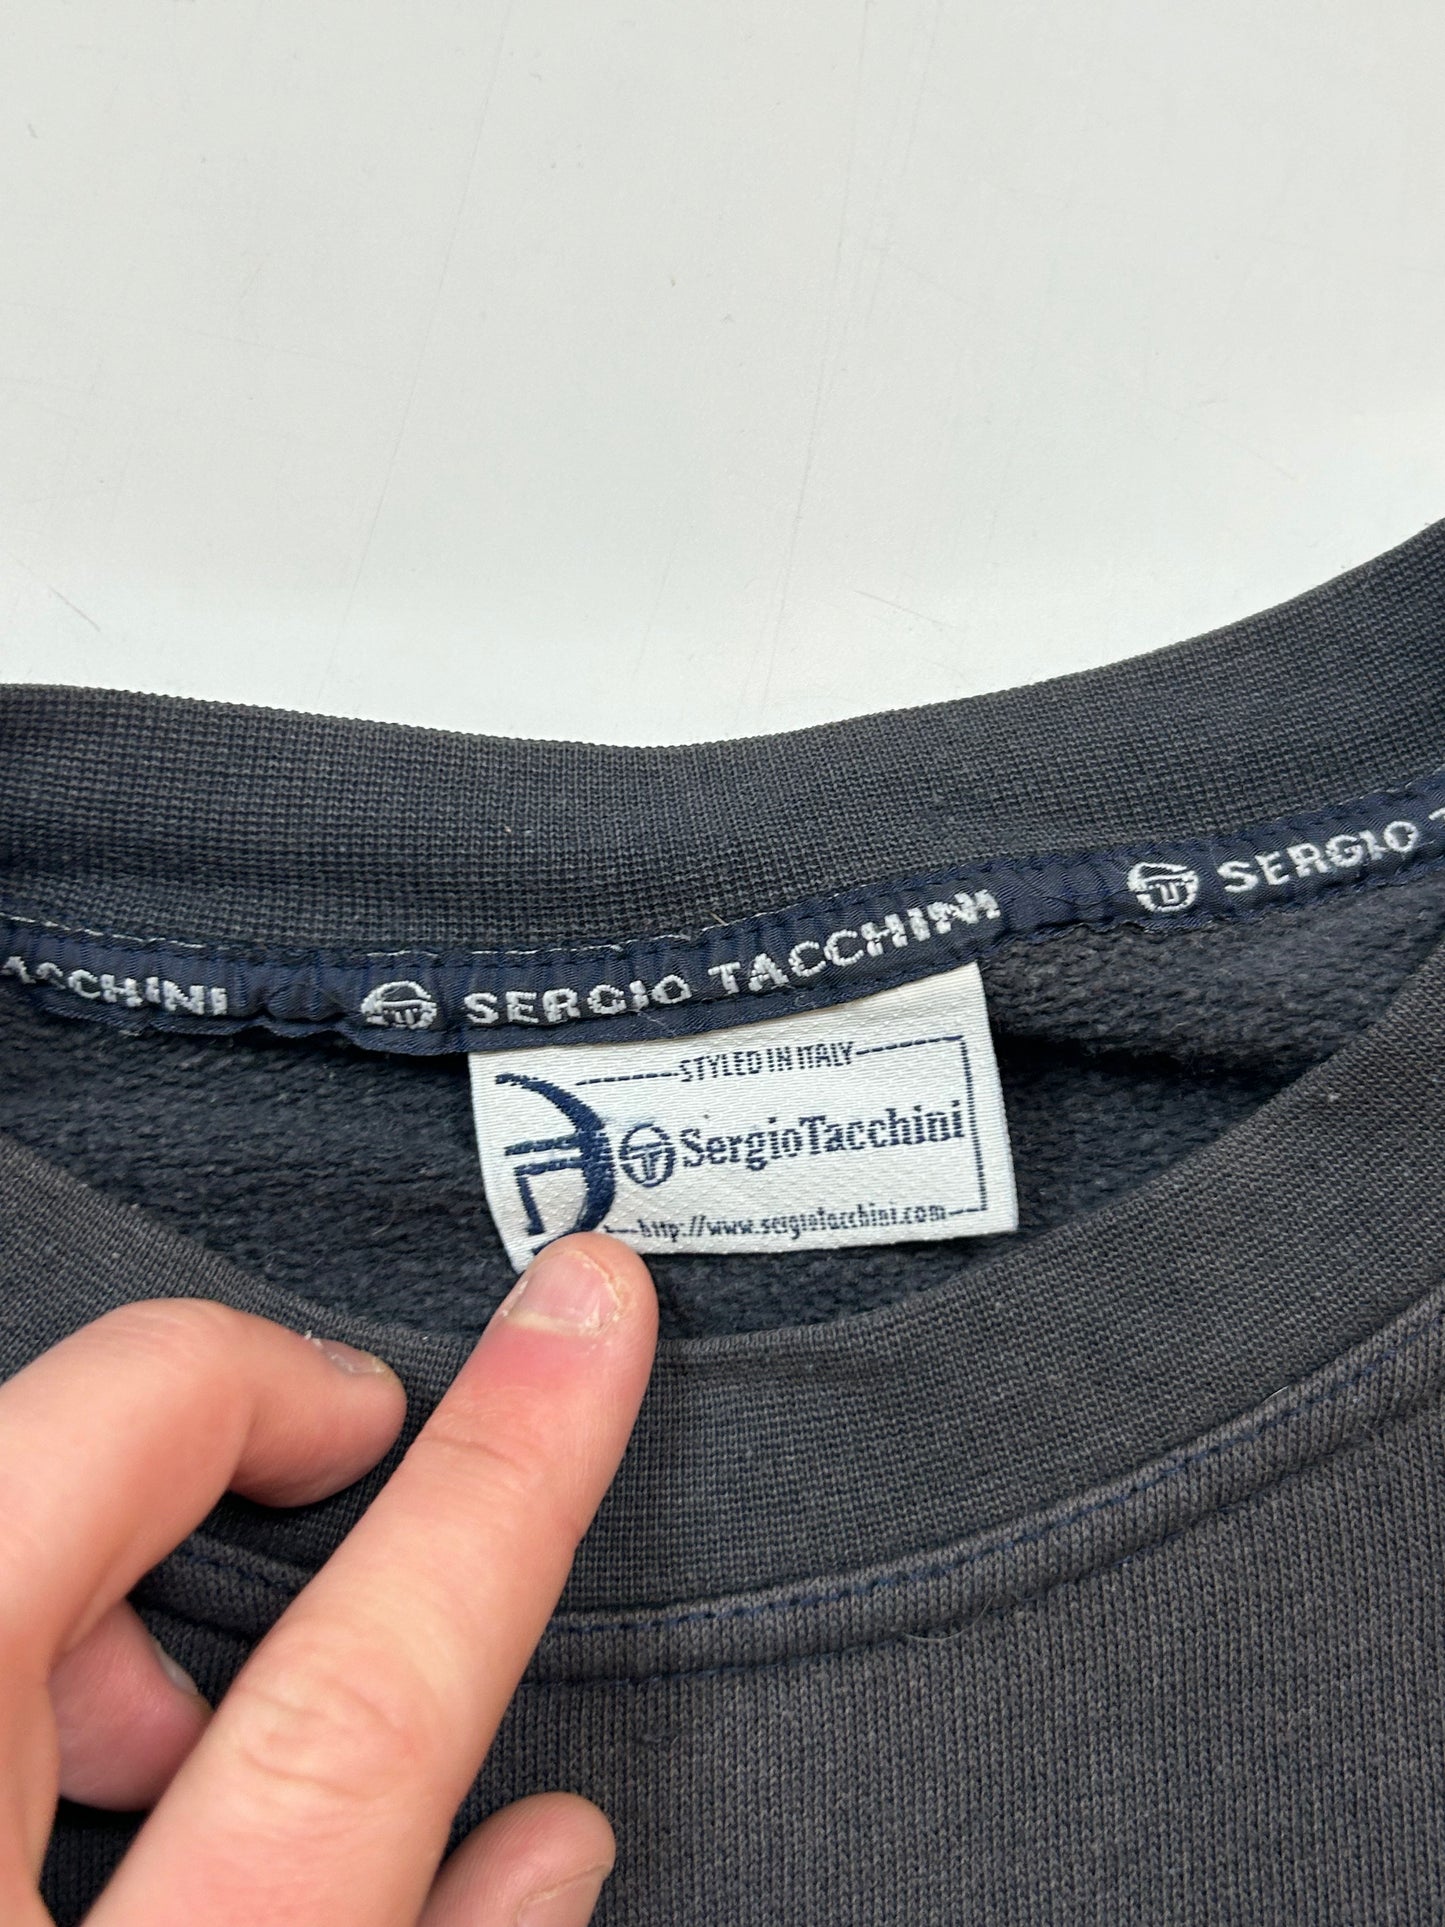 TACCHINI SERGIO TACCHINI SERGIO T
STYLED IN ITALY
SergioTacchini
http://www.sergiotacchini.com